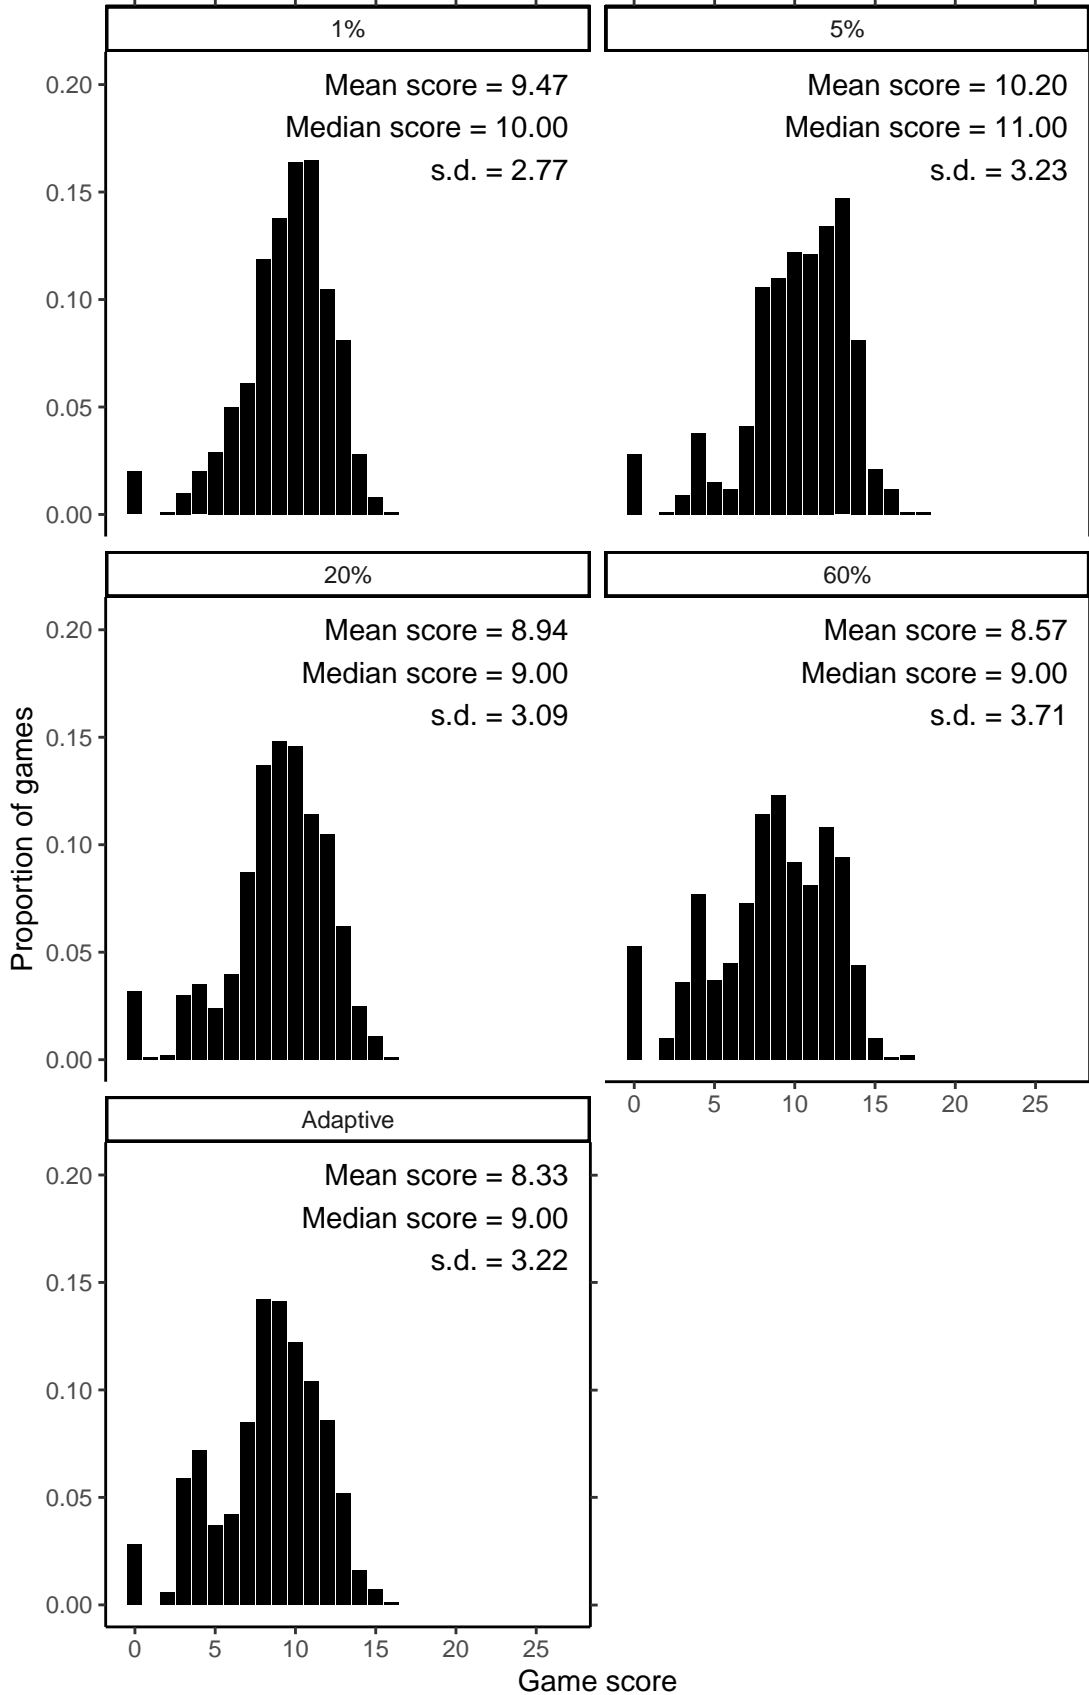 1%
5%
Mean score = 9.47
Median score = 10.00
s.d. = 2.77
Mean score = 10.20
Median score = 11.00
s.d. = 3.23
0.20
0.15
0.10
0.05
0.00
20%
60%
Mean score = 8.94
Median score = 9.00
s.d. = 3.09
Mean score = 8.57
Median score = 9.00
s.d. = 3.71
0.20
0.15
0.10
0.05
0.00
Proportion of games
0 5 10 15 20 25
Adaptive
Mean score = 8.33
Median score = 9.00
s.d. = 3.22
0.20
0.15
0.10
0.05
0.00
0 5 10 15 20 25
Game score